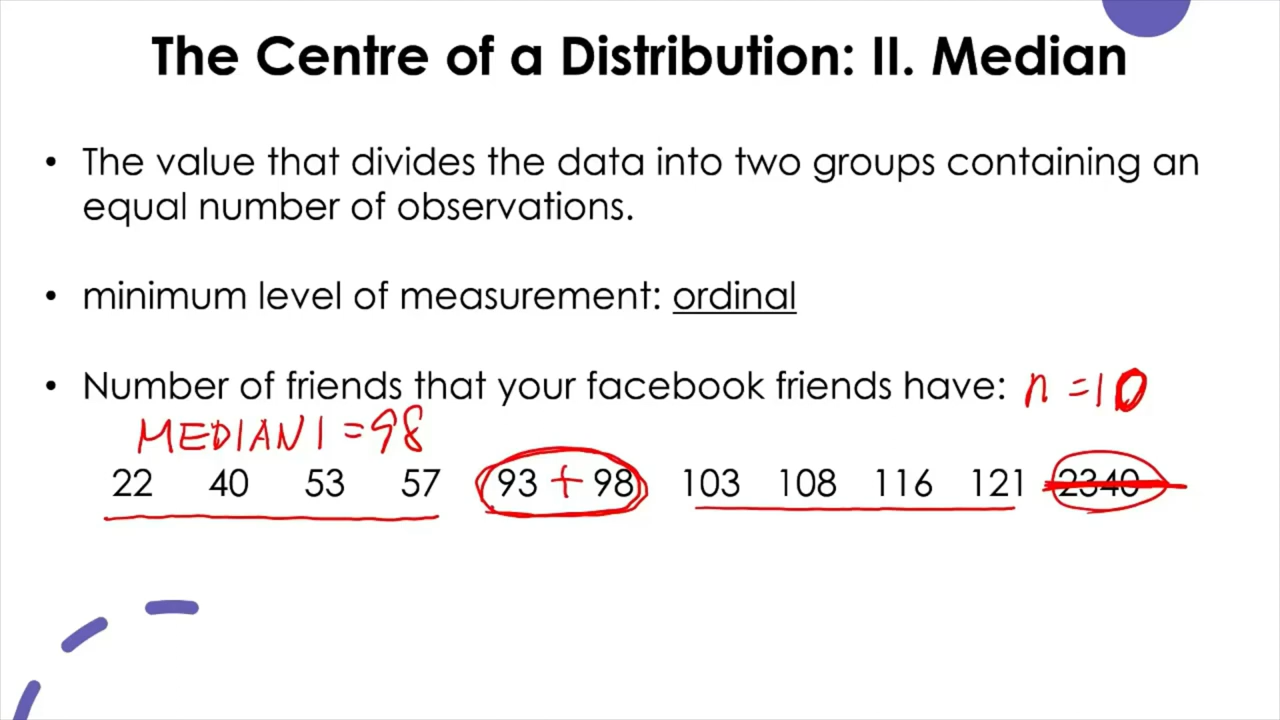 The Centre of a Distribution: II. Median
• The value that divides the data into two groups containing an
equal number of observations.
• minimum level of measurement: ordinal
• Number of friends that your facebook friends have: n = 10
MEDIAN 1 = 98
22 40 53 57 93 + 98 103 108 116 121 2340